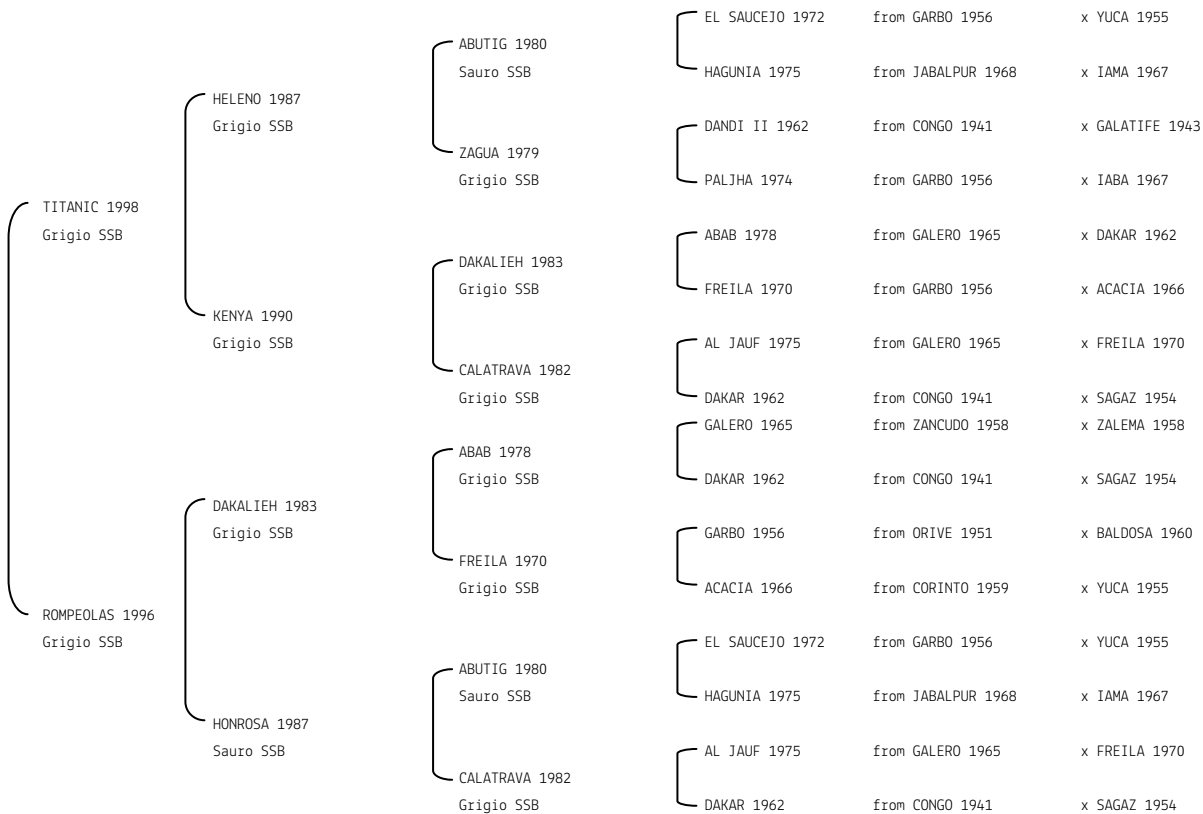 EL SAUCEJO 1972 from GARBO 1956 x YUCA 1955
ABUTIG 1980
Sauro SSB
HAGUNIA 1975 from JABALPUR 1968 x IAMA 1967
HELENO 1987
Grigio SSB
DANDI II 1962 from CONGO 1941 x GALATIFE 1943
ZAGUA 1979
Grigio SSB
PALJHA 1974 from GARBO 1956 x IABA 1967
TITANIC 1998
Grigio SSB
ABAB 1978 from GALERO 1965 x DAKAR 1962
DAKALIEH 1983
Grigio SSB
FREILA 1970 from GARBO 1956 x ACACIA 1966
KENYA 1990
Grigio SSB
AL JAUF 1975 from GALERO 1965 x FREILA 1970
CALATRAVA 1982
Grigio SSB
DAKAR 1962 from CONGO 1941 x SAGAZ 1954
GALERO 1965 from ZANCUDO 1958 x ZALEMA 1958
ABAB 1978
Grigio SSB
DAKAR 1962 from CONGO 1941 x SAGAZ 1954
DAKALIEH 1983
Grigio SSB
GARBO 1956 from ORIVE 1951 x BALDOSA 1960
FREILA 1970
Grigio SSB
ACACIA 1966 from CORINTO 1959 x YUCA 1955
ROMPEOLAS 1996
Grigio SSB
EL SAUCEJO 1972 from GARBO 1956 x YUCA 1955
ABUTIG 1980
Sauro SSB
HAGUNIA 1975 from JABALPUR 1968 x IAMA 1967
HONROSA 1987
Sauro SSB
AL JAUF 1975 from GALERO 1965 x FREILA 1970
CALATRAVA 1982
Grigio SSB
DAKAR 1962 from CONGO 1941 x SAGAZ 1954